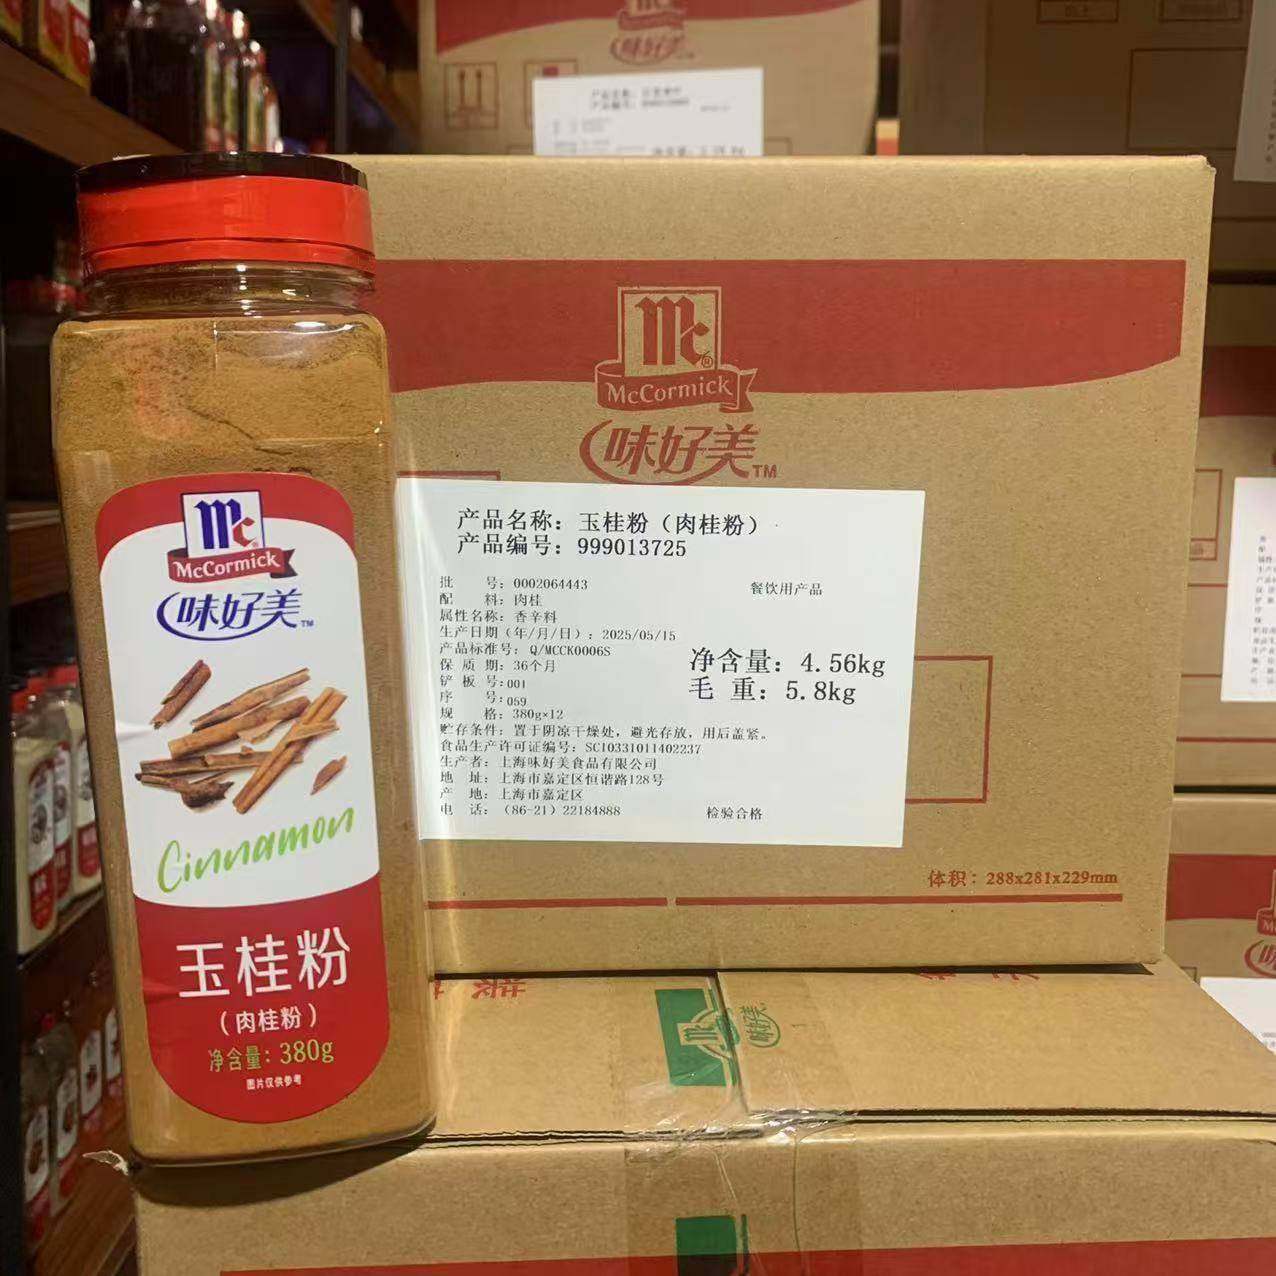 味好美
Mc
McCormick
味好美™
产品名称：玉桂粉（肉桂粉）
产品编号：999013725
批 号：0002064443
餐饮用产品
配 料：肉桂
属性名称：香辛料
生产日期（年/月/日）：2025/05/15
产品标准号：Q/MCCK0006S
保 质 期：36个月
净含量：4.56kg
毛 重：5.8kg
铲 板 号：001
序 号：059
规 格：380g×12
贮存条件：置于阴凉干燥处，避光存放，用后盖紧。
食品生产许可证编号：SC10331011402237
生产者：上海味好美食品有限公司
地 址：上海市嘉定区恒谐路128号
产 地：上海市嘉定区
电 话：（86-21）22184888
检验合格
体积：288x281x229mm
Mc
McCormick
味好美™
Cinnamon
玉桂粉
（肉桂粉）
净含量：380g
图片仅供参考
味好美